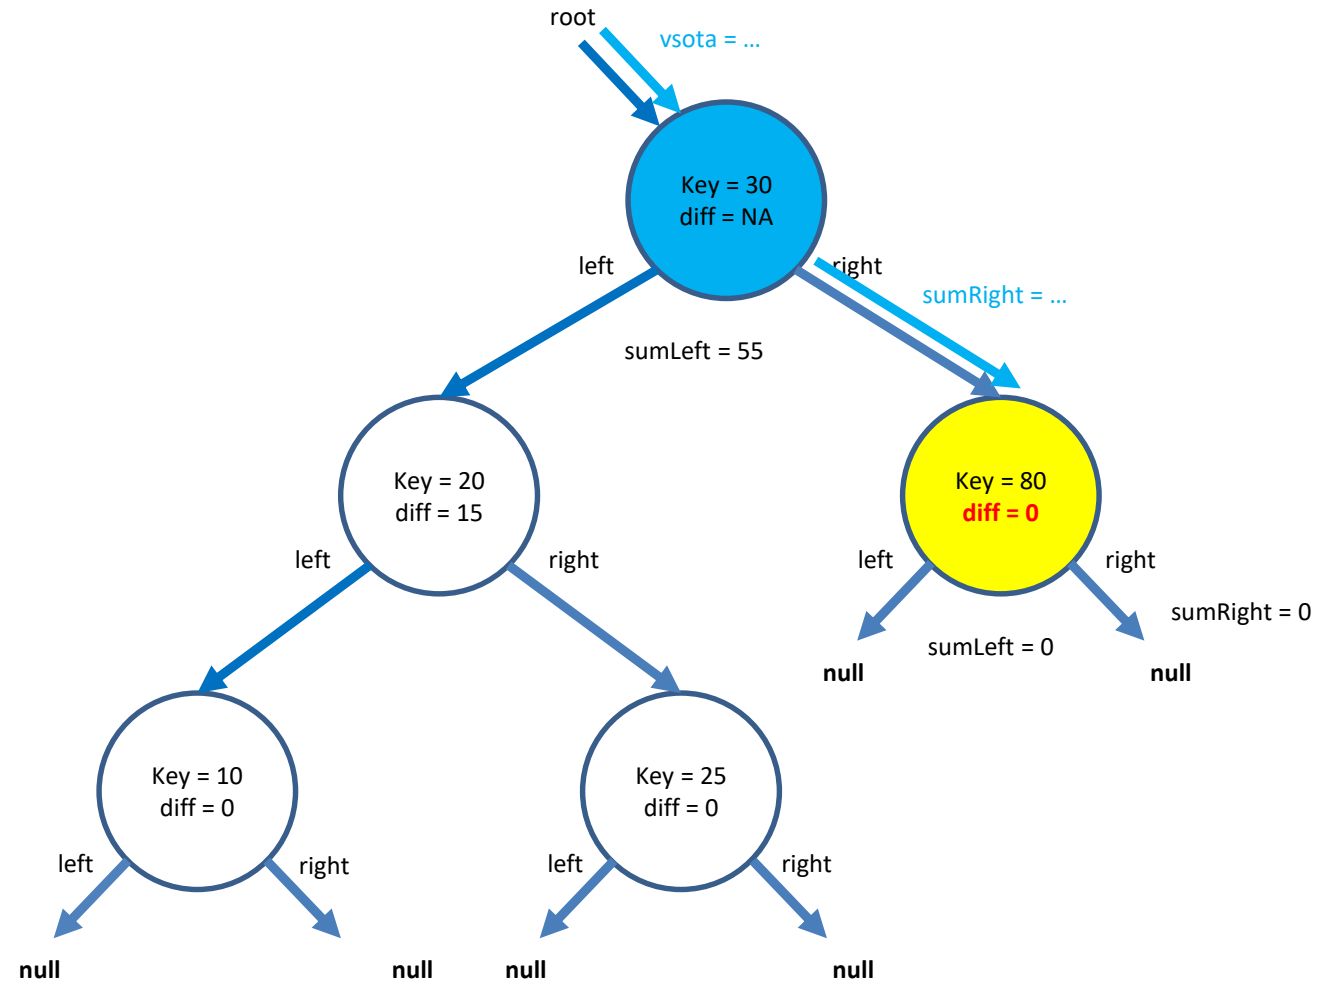 root
vsota = ...
Key = 30
diff = NA
left
right
sumRight = ...
sumLeft = 55
Key = 20
diff = 15
Key = 80
diff = 0
left
right
left
right
sumRight = 0
sumLeft = 0
null
null
Key = 10
diff = 0
Key = 25
diff = 0
left
right
left
right
null
null
null
null